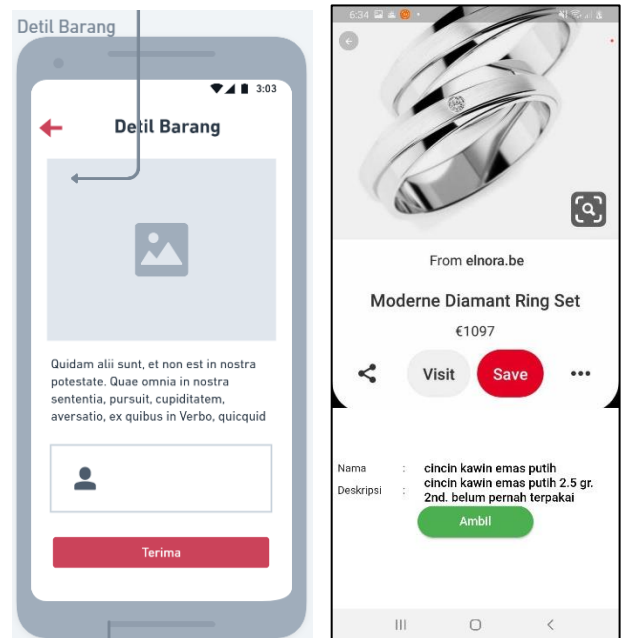 Detil Barang
3:03
Detil Barang
Quidam alii sunt, et non est in nostra
potestate. Quae omnia in nostra
sententia, pursuit, cupiditatem,
aversatio, ex quibus in Verbo, quicquid
Terima
6:34
From elnora.be
Moderne Diamant Ring Set
€1097
Visit
Save
Nama : cincin kawin emas putih
Deskripsi : cincin kawin emas putih 2.5 gr.
2nd. belum pernah terpakai
Ambil